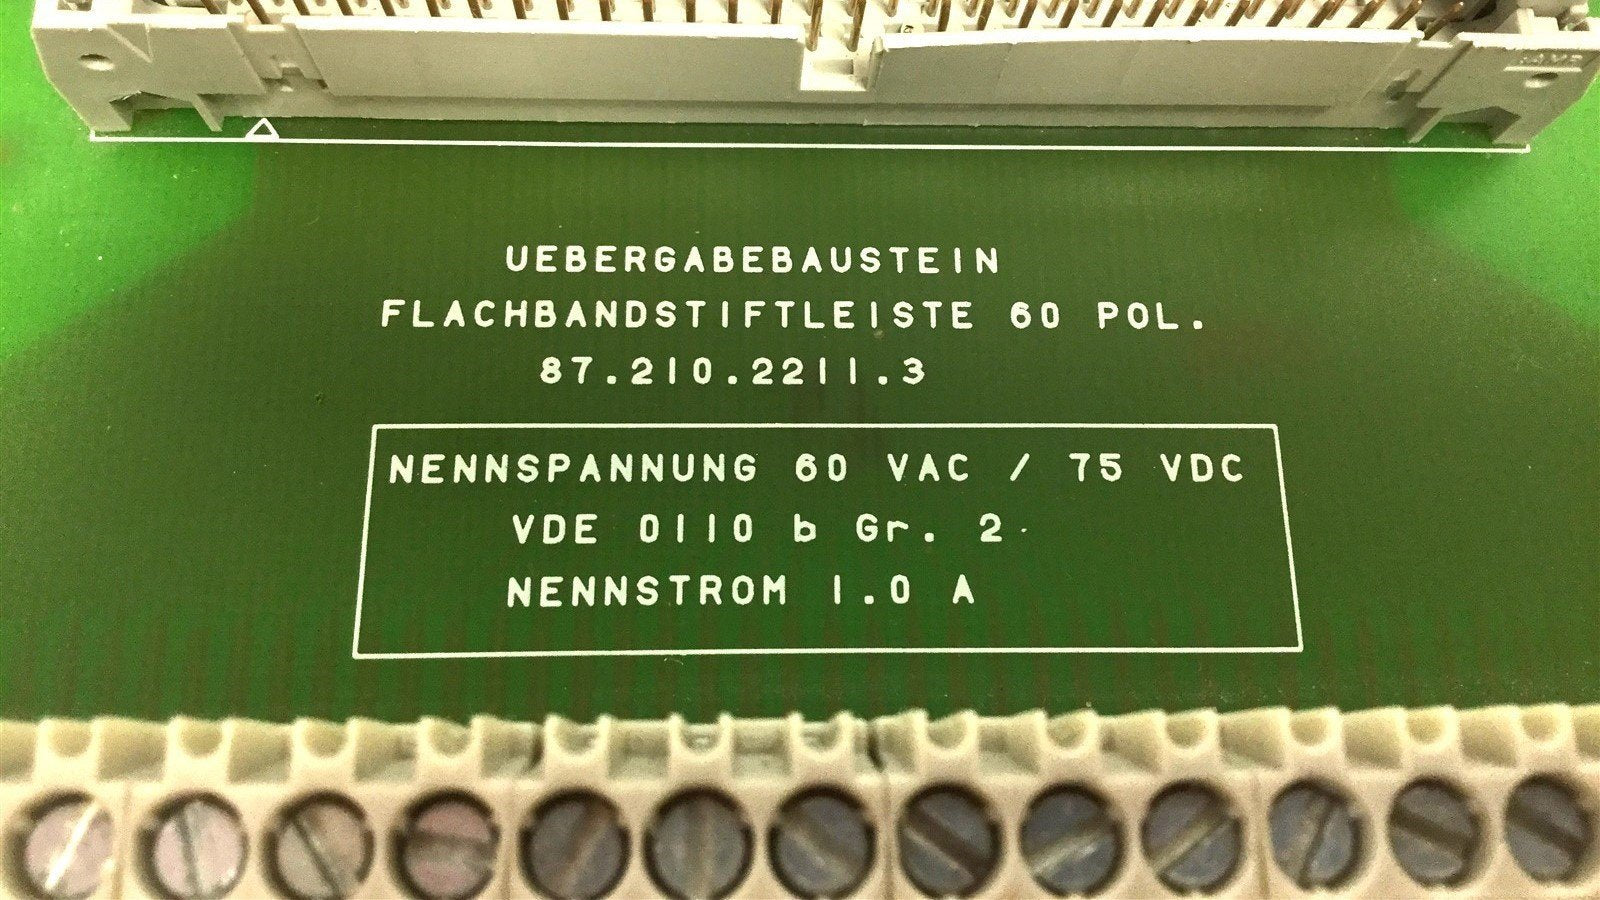 UEBERGABEBAUSTEIN
FLACHBANDSTIFTLEISTE 60 POL.
87.210.2211.3
NENNSPANNUNG 60 VAC / 75 VDC
VDE 0110 b Gr. 2
NENNSTROM 1.0 A